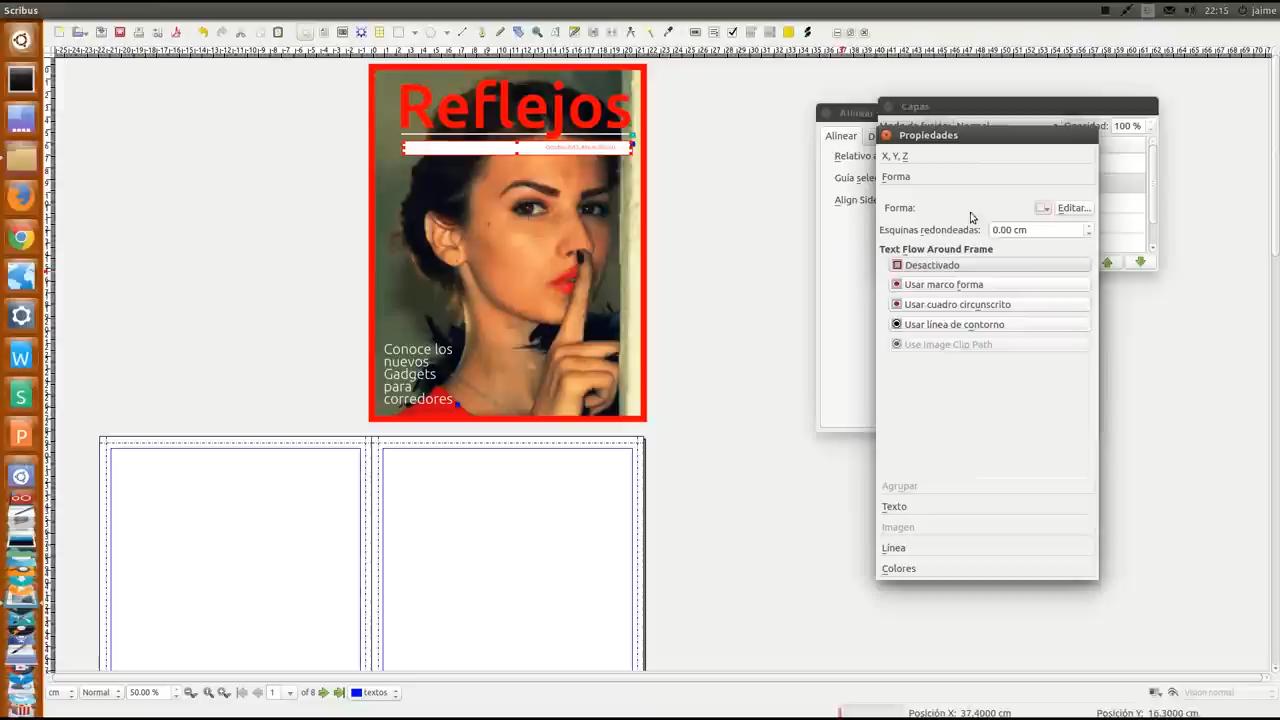 Scribus
22:15 jaime
Reflejos
Conoce los
nuevos
Gadgets
para
corredores
Capas
Opacidad: 100 %
Alinear
Relativo a
Align Side
Propiedades
X, Y, Z
Forma
Forma:
Editar...
Esquinas redondeadas: 0.00 cm
Text Flow Around Frame
Desactivado
Usar marco forma
Usar cuadro circunscrito
Usar línea de contorno
Use Image Clip Path
Agrupar
Texto
Imagen
Línea
Colores
cm Normal 50.00 % 1 of 8 textos Visión normal
Posición X: 37.4000 cm Posición Y: 16.3000 cm